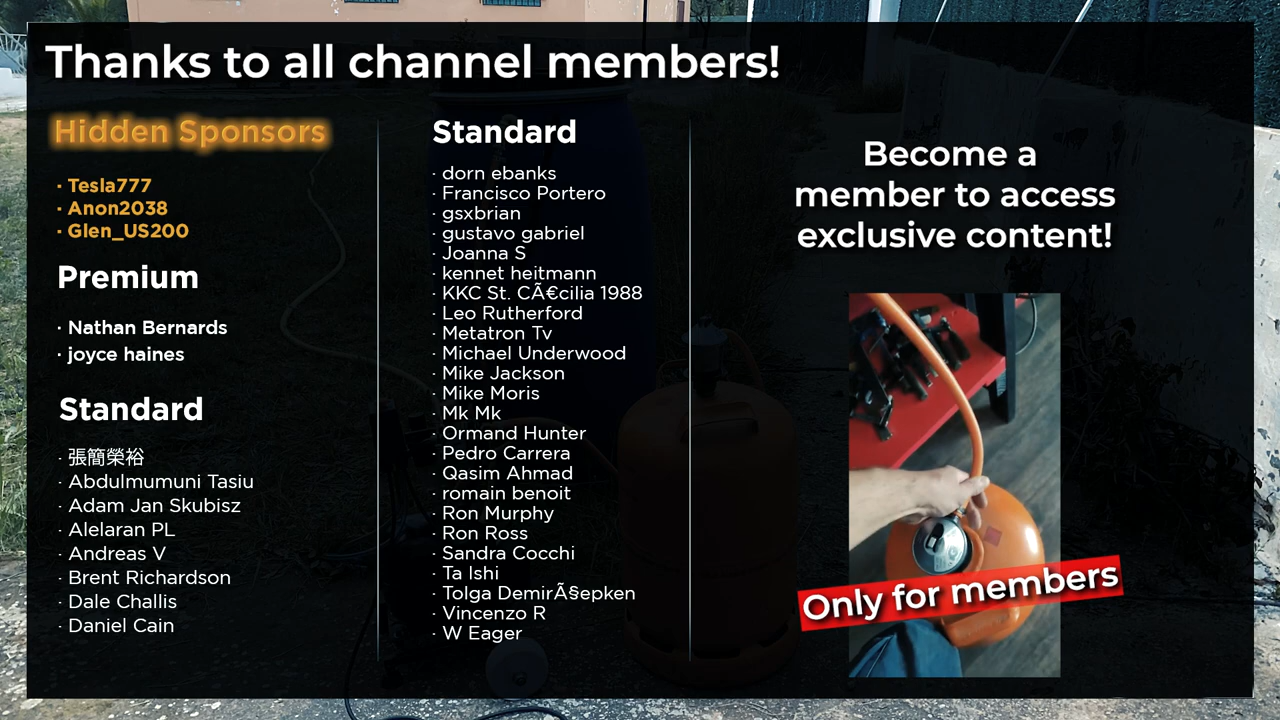 Thanks to all channel members!
Hidden Sponsors
· Tesla777
· Anon2038
· Glen_US200
Premium
· Nathan Bernards
· joyce haines
Standard
· 張簡榮裕
· Abdulmumuni Tasiu
· Adam Jan Skubisz
· Alelaran PL
· Andreas V
· Brent Richardson
· Dale Challis
· Daniel Cain
Standard
· dorn ebanks
· Francisco Portero
· gsxbrian
· gustavo gabriel
· Joanna S
· kennet heitmann
· KKC St. CÃ€cilia 1988
· Leo Rutherford
· Metatron Tv
· Michael Underwood
· Mike Jackson
· Mike Moris
· Mk Mk
· Ormand Hunter
· Pedro Carrera
· Qasim Ahmad
· romain benoit
· Ron Murphy
· Ron Ross
· Sandra Cocchi
· Ta Ishi
· Tolga DemirÃ§epken
· Vincenzo R
· W Eager
Become a
member to access
exclusive content!
Only for members